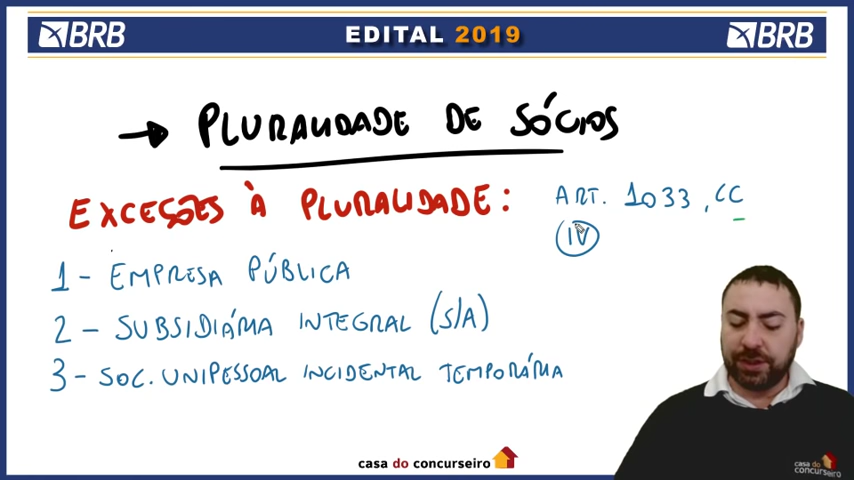 BRB
EDITAL 2019
BRB
→ PLURALIDADE DE SÓCIOS
EXCEÇÕES À PLURALIDADE:
ART. 1033, CC
IV
1 - EMPRESA PÚBLICA
2 - SUBSIDIÁRIA INTEGRAL (S/A)
3 - SOC. UNIPESSOAL INCIDENTAL TEMPORÁRIA
casa do concurseiro
casa do
concurseiro